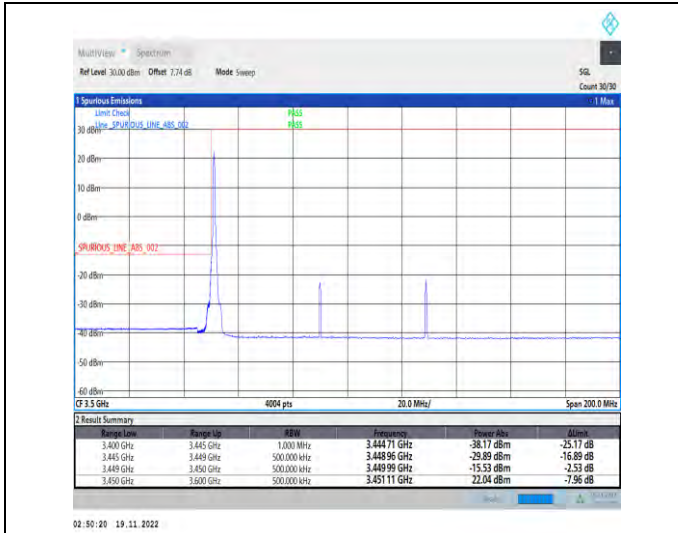 MultiView Spectrum
Ref Level 30.00 dBm Offset 7.74 dB Mode Sweep SGL
Count 30/30
1 Spurious Emissions 1 Max
Limit Check PASS
Line _SPURIOUS_LINE_ABS_002 PASS
30 dBm
20 dBm
10 dBm
0 dBm
_SPURIOUS_LINE_ABS_002
-20 dBm
-30 dBm
-40 dBm
-50 dBm
-60 dBm
CF 3.5 GHz 4004 pts 20.0 MHz/ Span 200.0 MHz
2 Result Summary
Range Low Range Up RBW Frequency Power Abs ΔLimit
3.400 GHz 3.445 GHz 1.000 MHz 3.444 71 GHz -38.17 dBm -25.17 dB
3.445 GHz 3.449 GHz 500.000 kHz 3.448 96 GHz -29.89 dBm -16.89 dB
3.449 GHz 3.450 GHz 500.000 kHz 3.449 99 GHz -15.53 dBm -2.53 dB
3.450 GHz 3.600 GHz 500.000 kHz 3.451 11 GHz 22.04 dBm -7.96 dB
02:50:20 19.11.2022